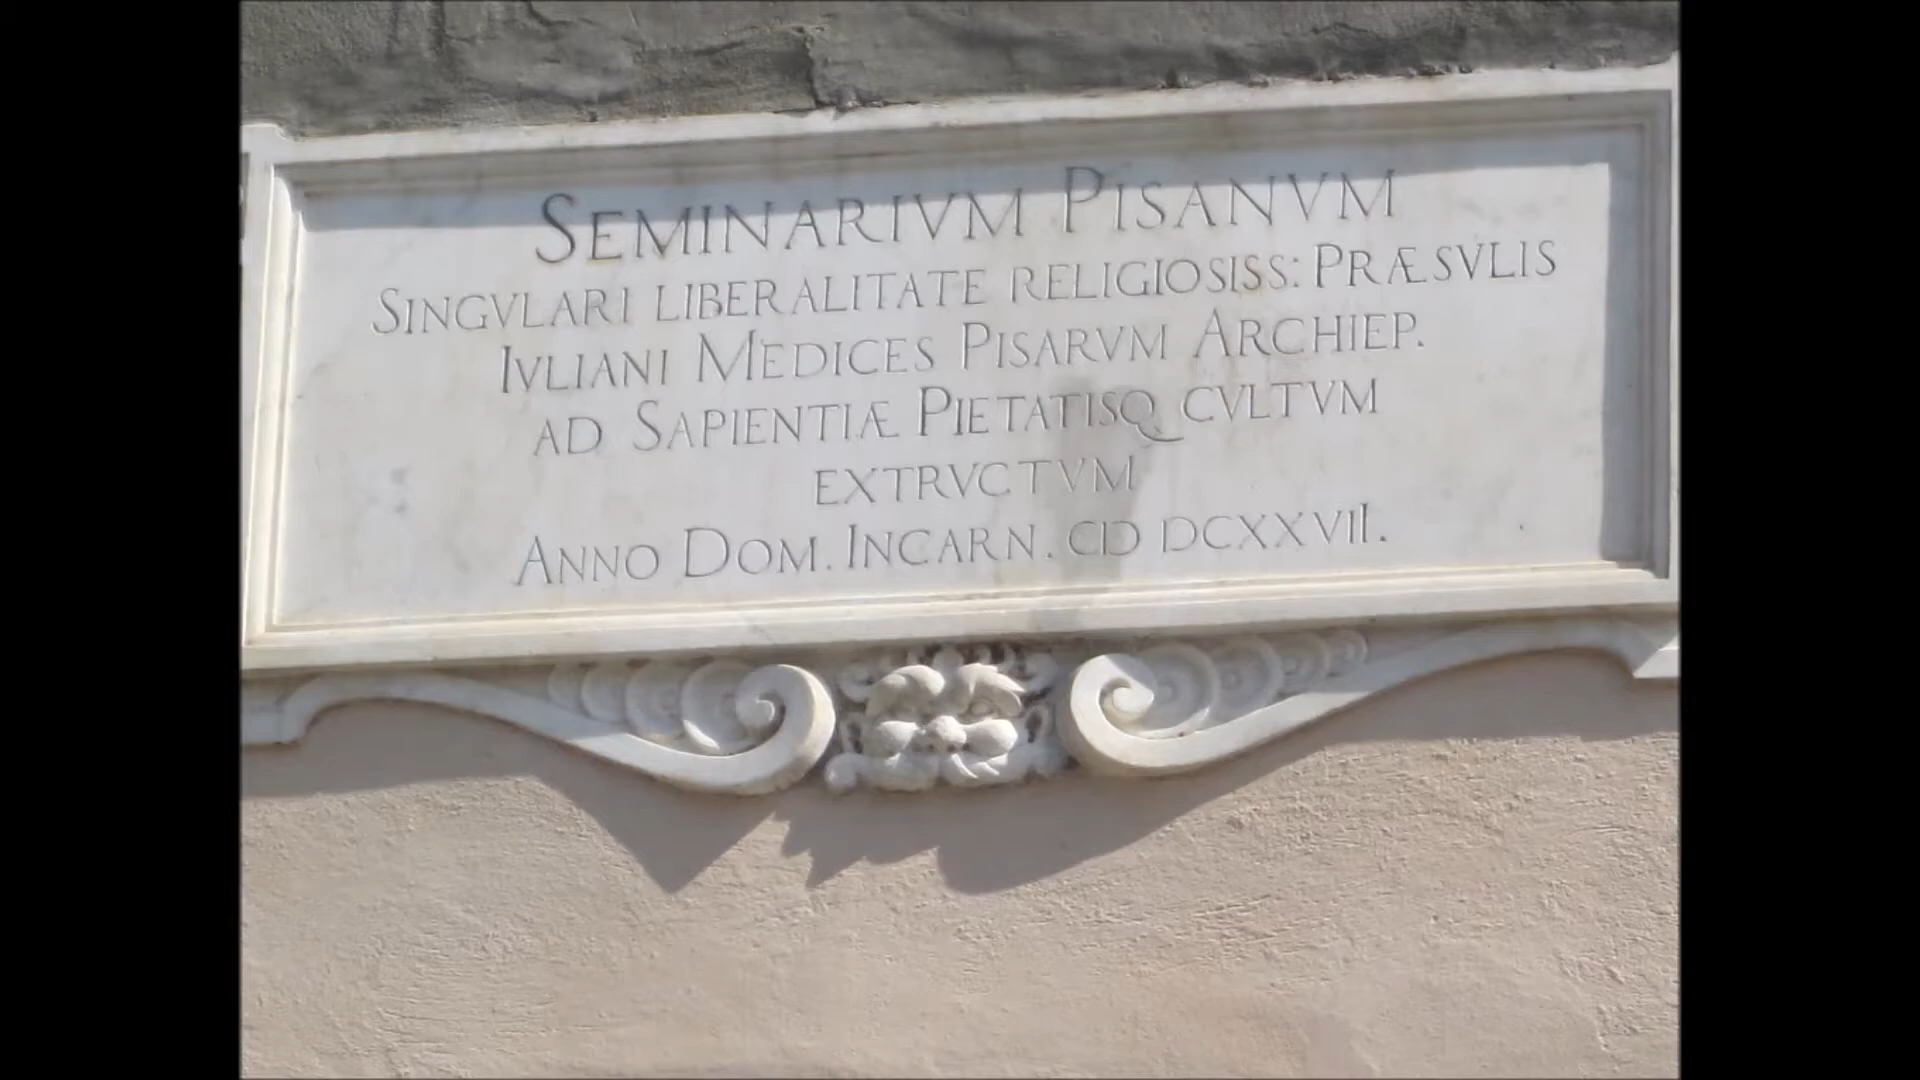 SEMINARIVM PISANVM
SINGVLARI LIBERALITATE RELIGIOSISS: PRÆSVLIS
IVLIANI MEDICES PISARVM ARCHIEP.
AD SAPIENTIÆ PIETATISQ. CVLTVM
EXTRVCTVM
ANNO DOM. INCARN. CIↃ DCXXVII.